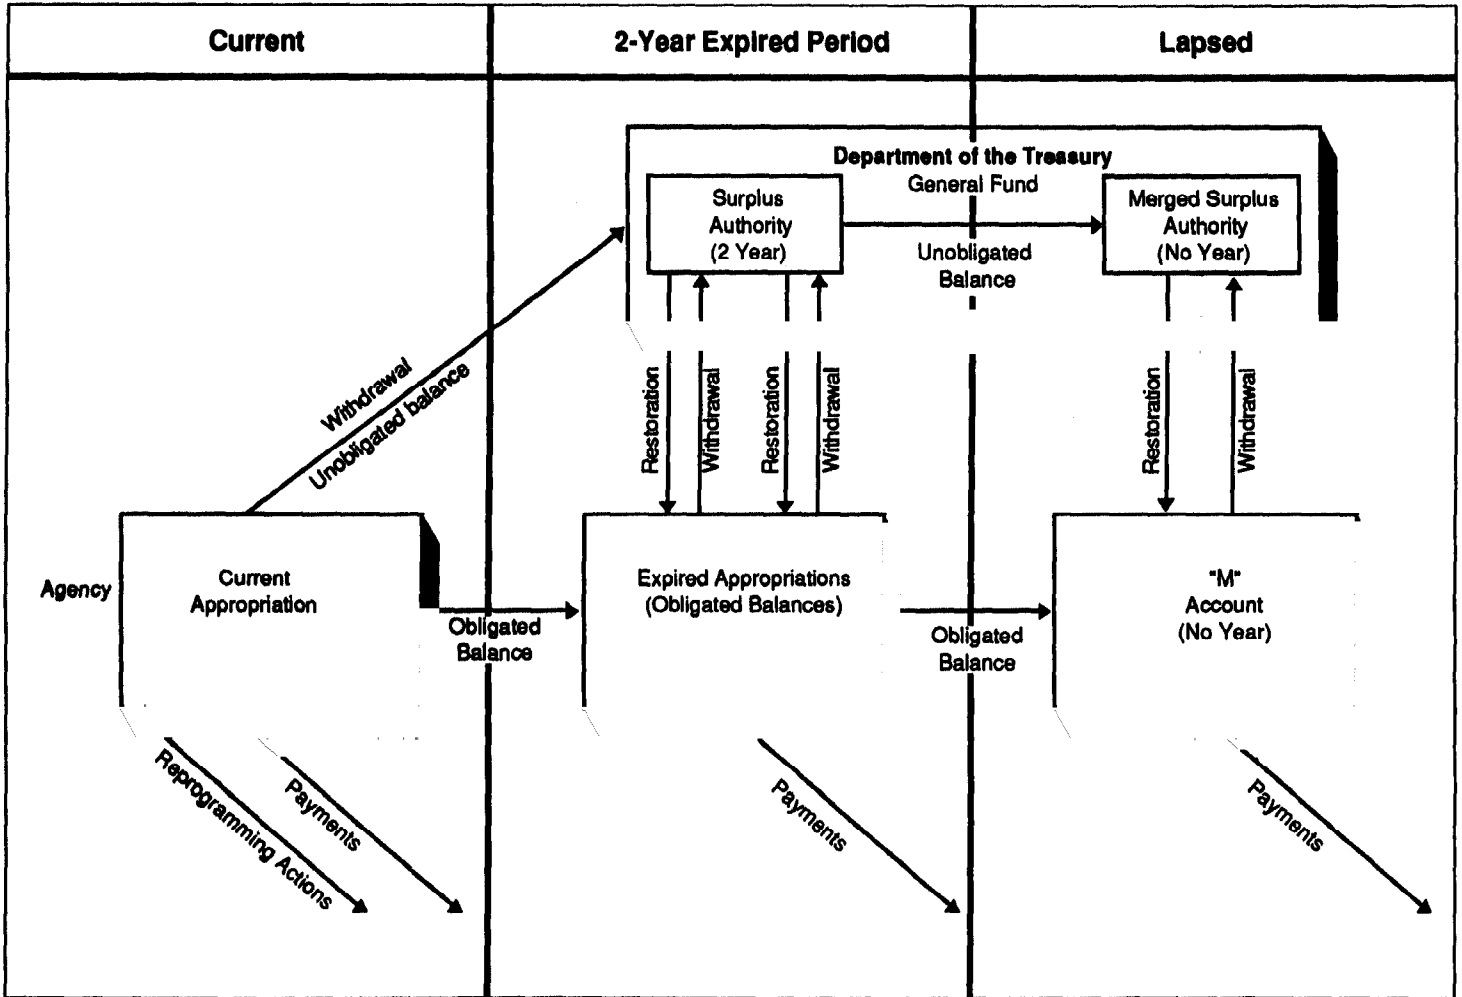 Current
2-Year Expired Period
Lapsed
Department of the Treasury
General Fund
Surplus
Authority
(2 Year)
Unobligated
Balance
Merged Surplus
Authority
(No Year)
Withdrawal
Unobligated balance
Restoration
Withdrawal
Restoration
Withdrawal
Restoration
Withdrawal
Agency
Current
Appropriation
Obligated
Balance
Expired Appropriations
(Obligated Balances)
Obligated
Balance
"M"
Account
(No Year)
Reprogramming Actions
Payments
Payments
Payments